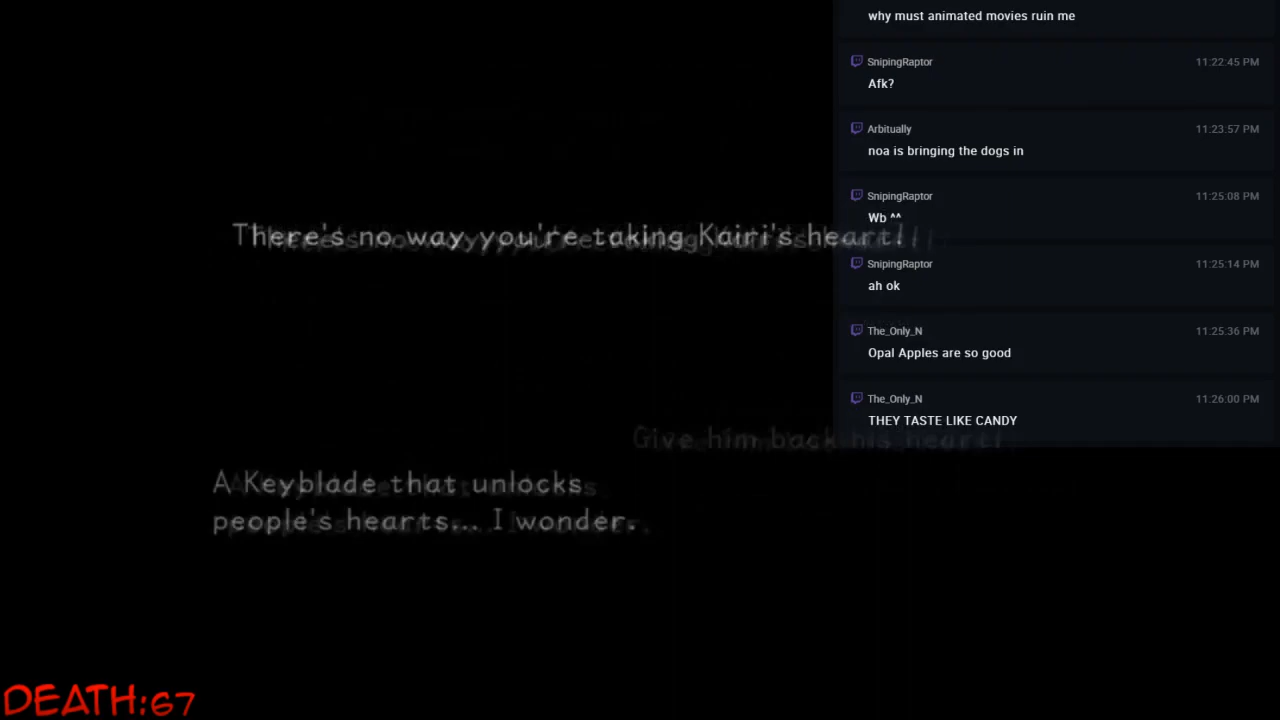 There's no way you're taking Kairi's heart!
Give him back his heart!
A Keyblade that unlocks
people's hearts... I wonder.
DEATH:67
why must animated movies ruin me
SnipingRaptor 11:22:45 PM
Afk?
Arbitually 11:23:57 PM
noa is bringing the dogs in
SnipingRaptor 11:25:08 PM
Wb ^^
SnipingRaptor 11:25:14 PM
ah ok
The_Only_N 11:25:36 PM
Opal Apples are so good
The_Only_N 11:26:00 PM
THEY TASTE LIKE CANDY